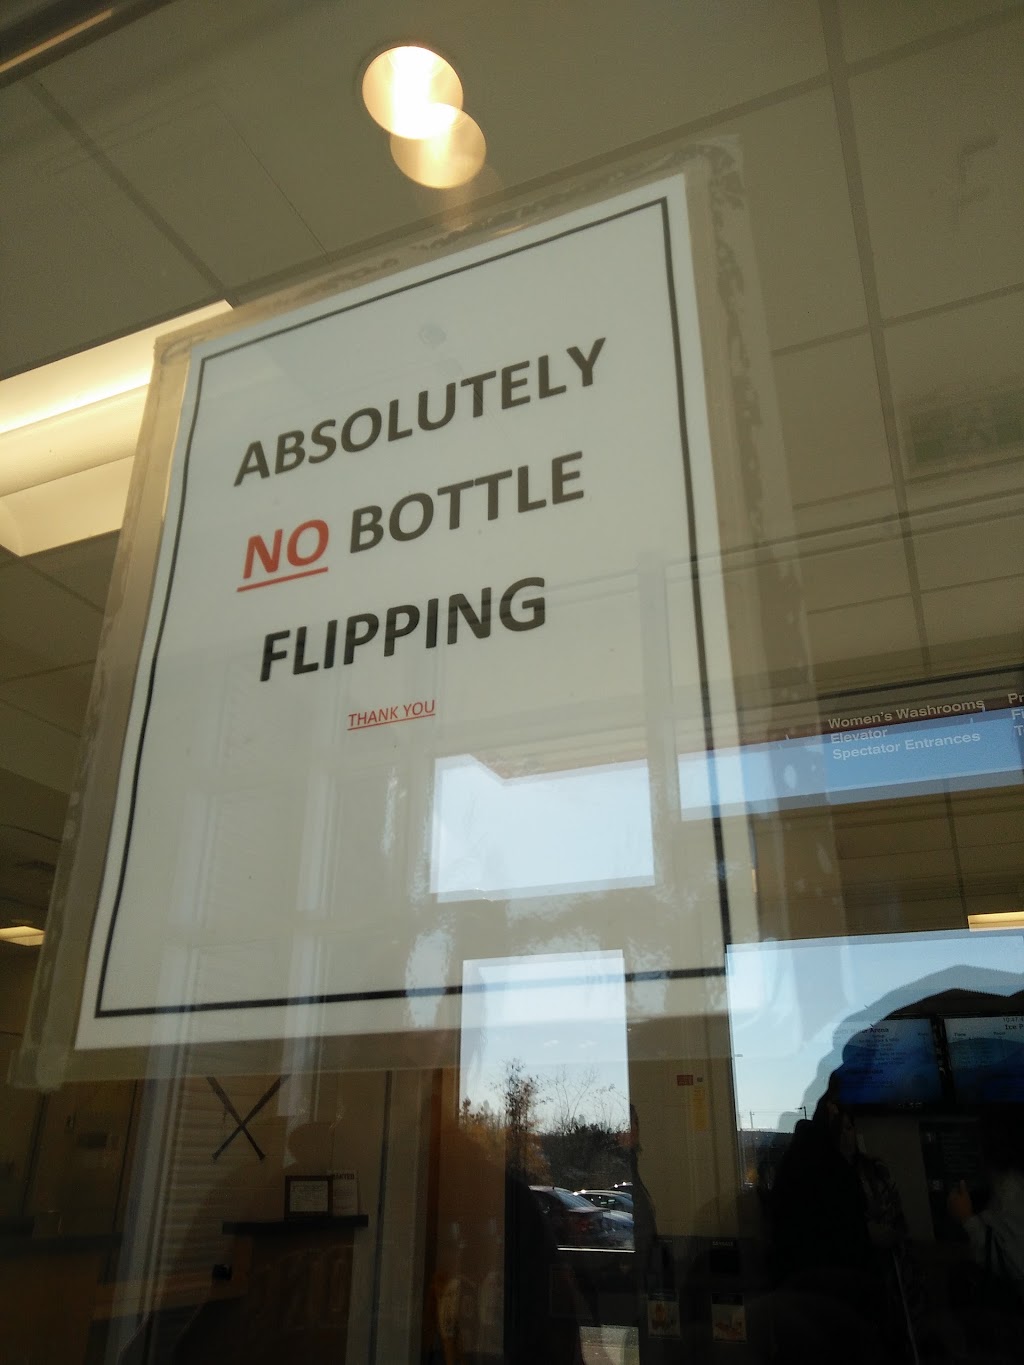 ABSOLUTELY
NO BOTTLE
FLIPPING
THANK YOU
Women's Washrooms
Elevator
Spectator Entrances